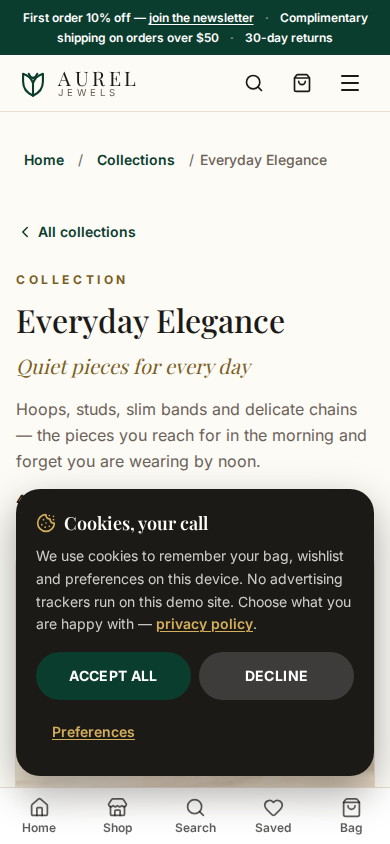 First order 10% off — join the newsletter · Complimentary
shipping on orders over $50 · 30-day returns
AUREL
JEWELS
Home / Collections / Everyday Elegance
All collections
COLLECTION
Everyday Elegance
Quiet pieces for every day
Hoops, studs, slim bands and delicate chains
— the pieces you reach for in the morning and
forget you are wearing by noon.
Cookies, your call
We use cookies to remember your bag, wishlist
and preferences on this device. No advertising
trackers run on this demo site. Choose what you
are happy with — privacy policy.
ACCEPT ALL DECLINE
Preferences
Home Shop Search Saved Bag